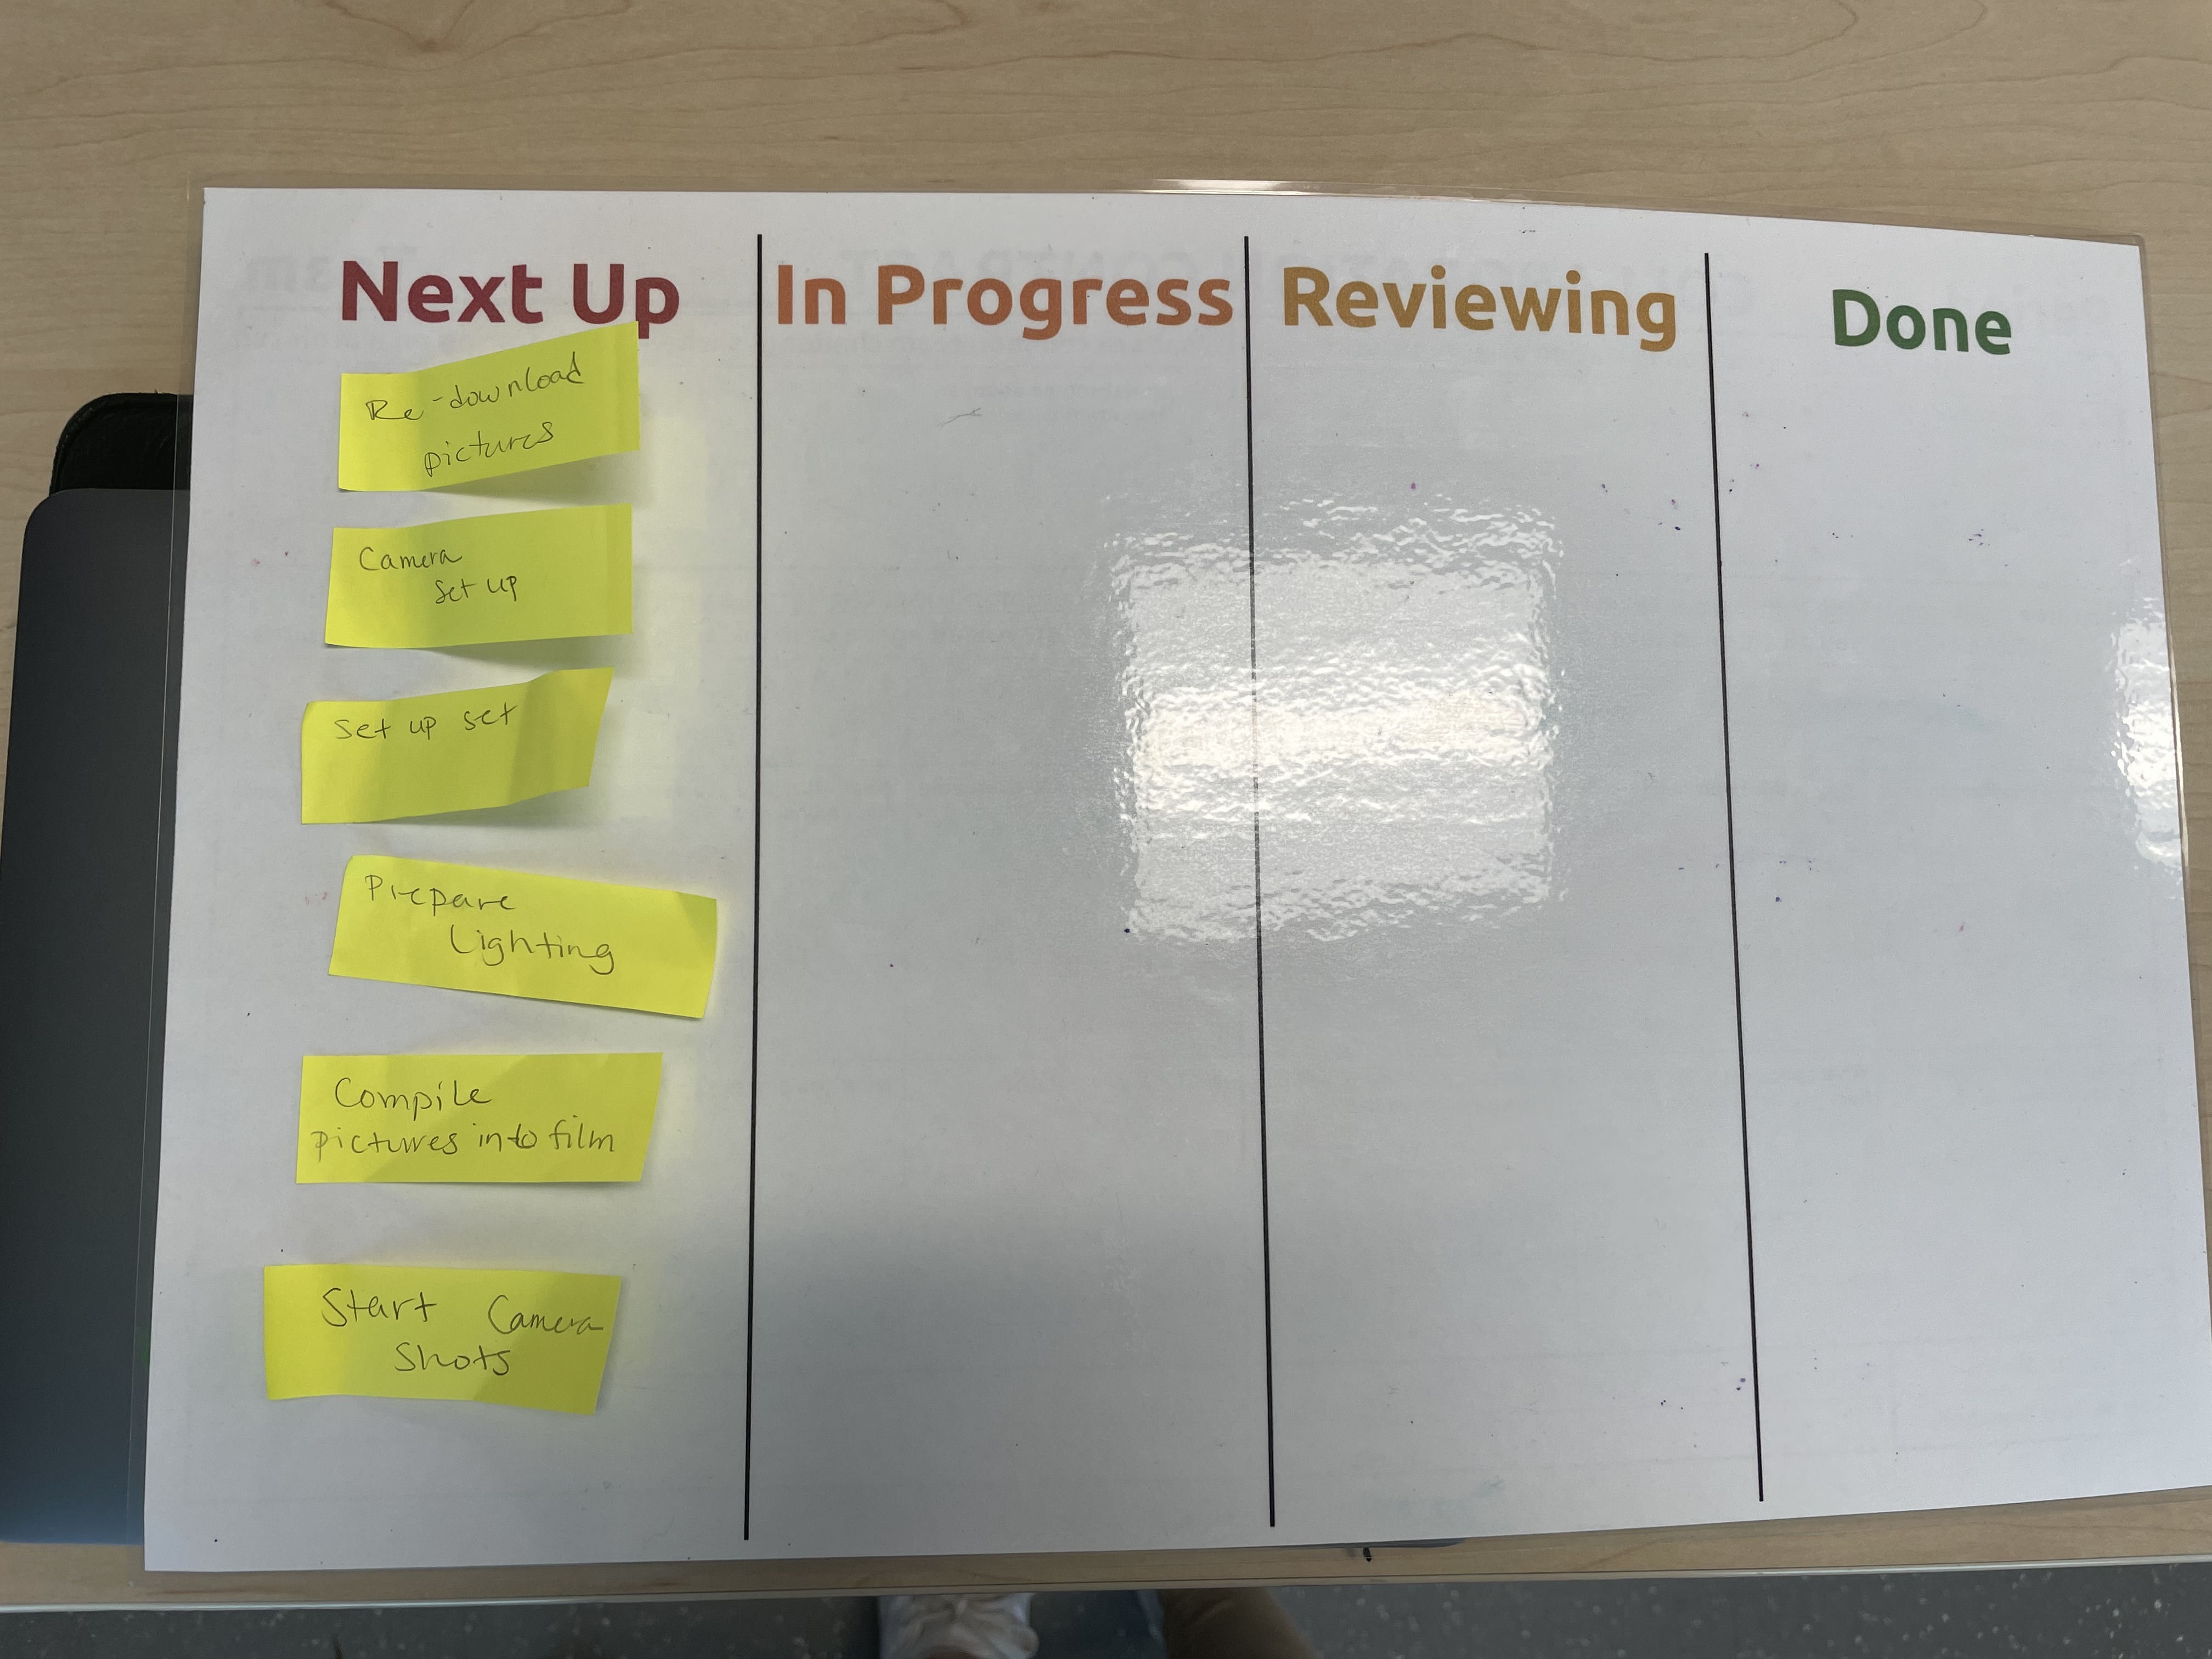 Next Up
In Progress
Reviewing
Done
Re-download
pictures
Camera
set up
Set up set
Prepare
Lighting
Compile
pictures into film
Start Camera
Shots